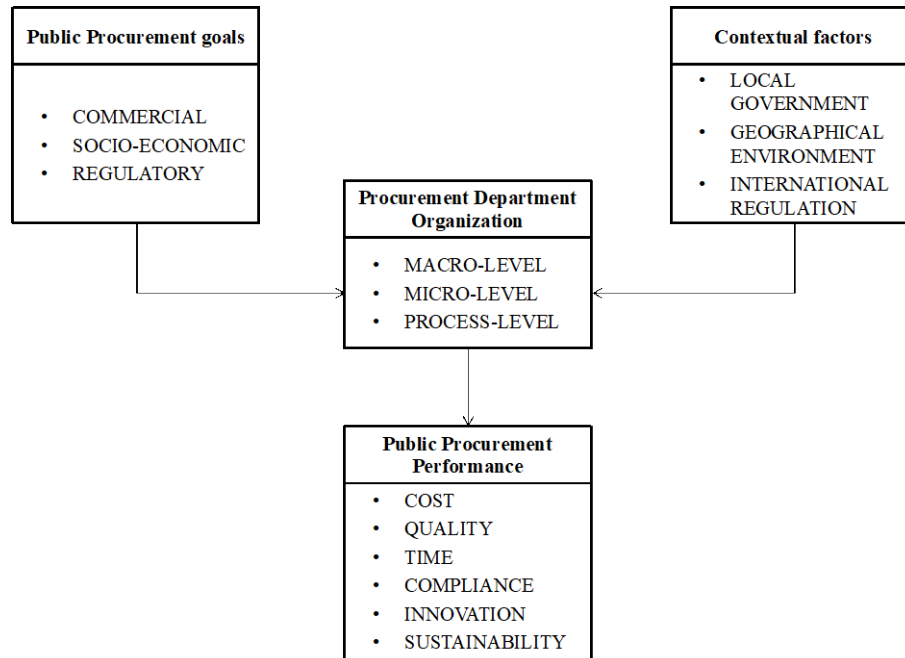 Public Procurement goals
• COMMERCIAL
• SOCIO-ECONOMIC
• REGULATORY
Contextual factors
• LOCAL
GOVERNMENT
• GEOGRAPHICAL
ENVIRONMENT
• INTERNATIONAL
REGULATION
Procurement Department
Organization
• MACRO-LEVEL
• MICRO-LEVEL
• PROCESS-LEVEL
Public Procurement
Performance
• COST
• QUALITY
• TIME
• COMPLIANCE
• INNOVATION
• SUSTAINABILITY